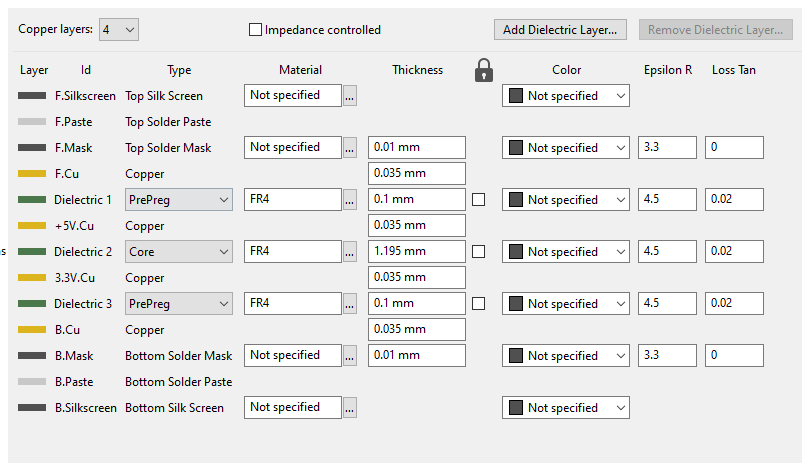 Copper layers: 4 Impedance controlled Add Dielectric Layer... Remove Dielectric Layer...
Layer Id Type Material Thickness Color Epsilon R Loss Tan
F.Silkscreen Top Silk Screen Not specified ... Not specified
F.Paste Top Solder Paste
F.Mask Top Solder Mask Not specified ... 0.01 mm Not specified 3.3 0
F.Cu Copper 0.035 mm
Dielectric 1 PrePreg FR4 ... 0.1 mm Not specified 4.5 0.02
+5V.Cu Copper 0.035 mm
Dielectric 2 Core FR4 ... 1.195 mm Not specified 4.5 0.02
3.3V.Cu Copper 0.035 mm
Dielectric 3 PrePreg FR4 ... 0.1 mm Not specified 4.5 0.02
B.Cu Copper 0.035 mm
B.Mask Bottom Solder Mask Not specified ... 0.01 mm Not specified 3.3 0
B.Paste Bottom Solder Paste
B.Silkscreen Bottom Silk Screen Not specified ... Not specified